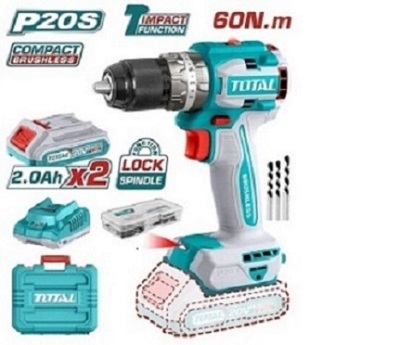 P20S
IMPACT
FUNCTION
60N.m
COMPACT
BRUSHLESS
TOTAL
2.0Ah x2
LOCK
SPINDLE
BRUSHLESS
TOTAL